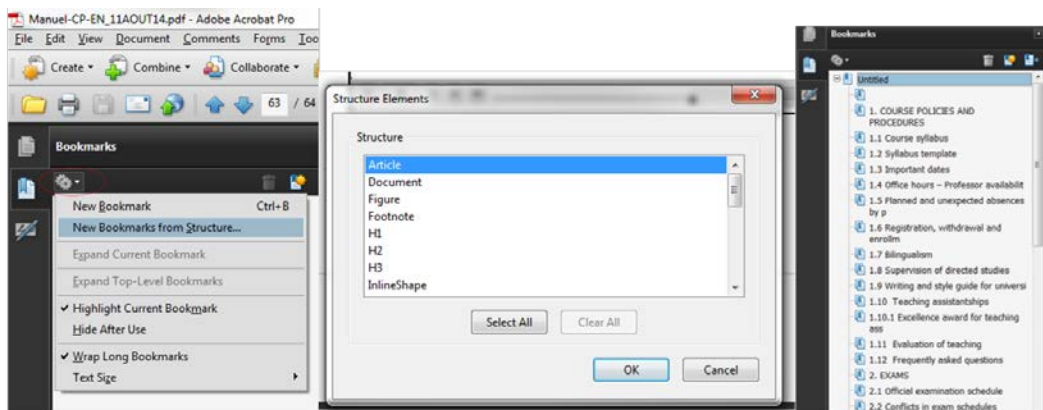 Manuel-CP-EN_11AOUT14.pdf - Adobe Acrobat Pro
File Edit View Document Comments Forms Too
Create Combine Collaborate
63 / 64
Bookmarks
New Bookmark Ctrl+B
New Bookmarks from Structure...
Expand Current Bookmark
Expand Top-Level Bookmarks
Highlight Current Bookmark
Hide After Use
Wrap Long Bookmarks
Text Size
Structure Elements
Structure
Article
Document
Figure
Footnote
H1
H2
H3
InlineShape
Select All Clear All
OK Cancel
Bookmarks
Untitled
1. COURSE POLICIES AND
PROCEDURES
1.1 Course syllabus
1.2 Syllabus template
1.3 Important dates
1.4 Office hours – Professor availabilit
1.5 Planned and unexpected absences
by p
1.6 Registration, withdrawal and
enrollm
1.7 Bilingualism
1.8 Supervision of directed studies
1.9 Writing and style guide for universi
1.10 Teaching assistantships
1.10.1 Excellence award for teaching
ass
1.11 Evaluation of teaching
1.12 Frequently asked questions
2. EXAMS
2.1 Official examination schedule
2.2 Conflicts in exam schedules